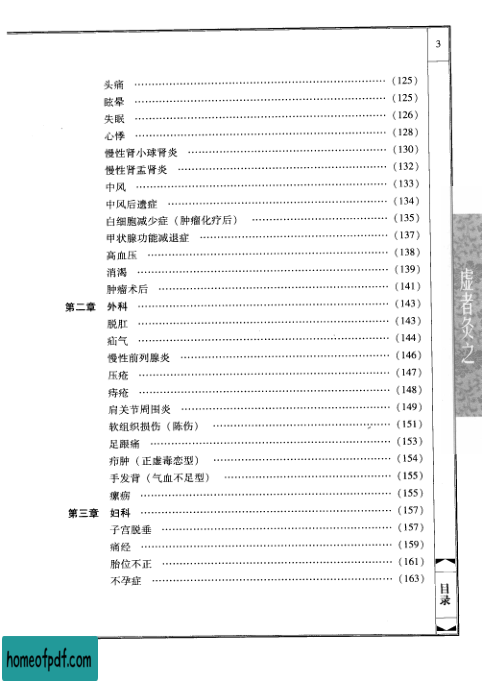 3
头痛 …………………………… (125)
眩晕 …………………………… (125)
失眠 …………………………… (126)
心悸 …………………………… (128)
慢性肾小球肾炎 …………………………… (130)
慢性肾盂肾炎 …………………………… (132)
中风 …………………………… (133)
中风后遗症 …………………………… (134)
白细胞减少症（肿瘤化疗后） …………………………… (135)
甲状腺功能减退症 …………………………… (137)
高血压 …………………………… (138)
消渴 …………………………… (139)
肿瘤术后 …………………………… (141)
第二章 外科 …………………………… (143)
脱肛 …………………………… (143)
疝气 …………………………… (144)
慢性前列腺炎 …………………………… (146)
压疮 …………………………… (147)
痔疮 …………………………… (148)
肩关节周围炎 …………………………… (149)
软组织损伤（陈伤） …………………………… (151)
足跟痛 …………………………… (153)
疖肿（正虚毒恋型） …………………………… (154)
手发背（气血不足型） …………………………… (155)
瘰疬 …………………………… (155)
第三章 妇科 …………………………… (157)
子宫脱垂 …………………………… (157)
痛经 …………………………… (159)
胎位不正 …………………………… (161)
不孕症 …………………………… (163)
虚者灸之
目录
homeofpdf.com